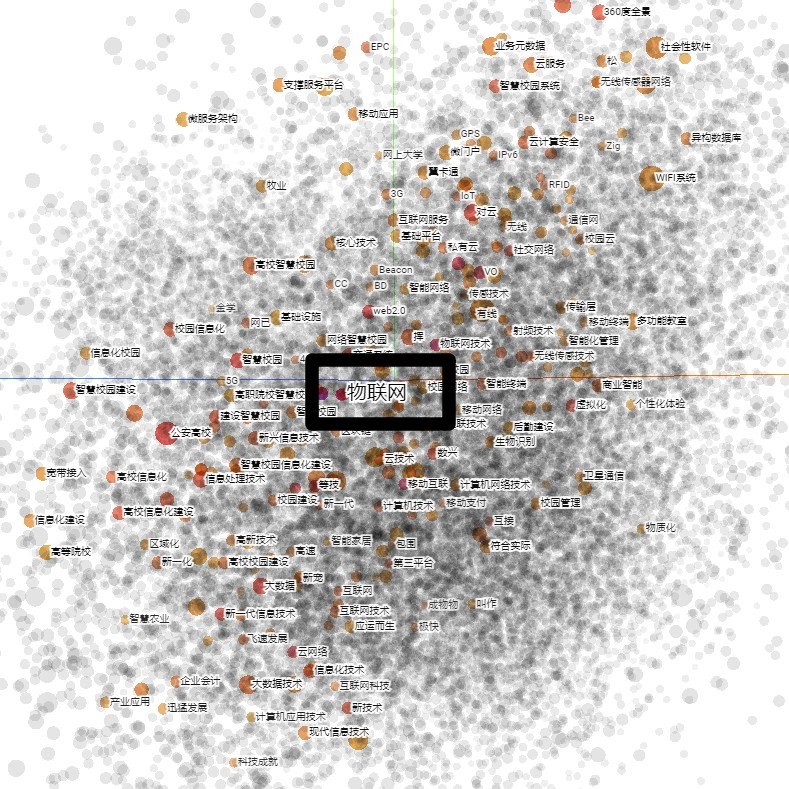 360度全景
EPC
业务元数据
社会性软件
云服务
松
支撑服务平台
智慧校园系统
无线传感器网络
移动应用
微服务架构
Bee
GPS
云计算安全
异构数据库
Zig
网上大学
微门户
IPv6
翼卡通
WIFI系统
牧业
3G
IoT
RFID
对云
互联网服务
通信网
无线
基础平台
校园云
核心技术
私有云
社交网络
高校智慧校园
Beacon
VO
CC
BD
智能网络
传感技术
金学
web2.0
有线
传输层
网已
基础设施
移动终端
多功能教室
校园信息化
射频技术
网络智慧校园
挥
物联网技术
智能化管理
信息化校园
智慧校园
无线传感技术
5G
智能终端
商业智能
智慧校园建设
高职院校智慧校
物联网
虚拟化
个性化体验
移动网络
建设智慧校园
校园
联技术
后勤建设
公安高校
新兴信息技术
生物识别
云技术
数兴
智慧校园信息化建设
宽带接入
高校信息化
信息处理技术
等技
移动互联
计算机网络技术
卫星通信
校园建设
新一代
计算机技术
移动支付
校园管理
高校信息化建设
信息化建设
互接
物质化
区域化
高新技术
智能家居
包围
符合实际
高等院校
高速
新一化
高校校园建设
第三平台
新宠
大数据
互联网
成物物
叫作
智慧农业
新一代信息技术
互联网技术
应运而生
极快
飞速发展
云网络
信息化技术
企业会计
大数据技术
互联网科技
产业应用
迅猛发展
新技术
计算机应用技术
现代信息技术
科技成就